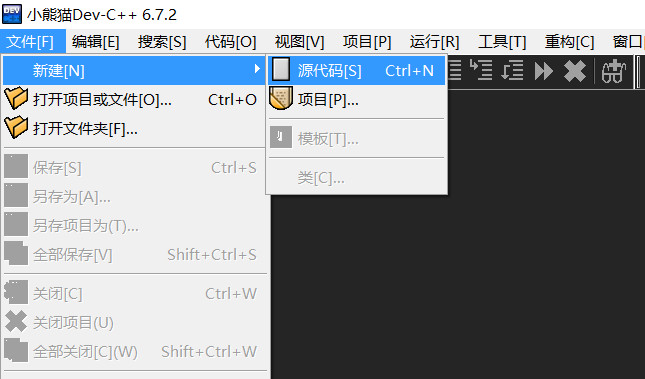 小熊猫Dev-C++ 6.7.2
文件[F] 编辑[E] 搜索[S] 代码[O] 视图[V] 项目[P] 运行[R] 工具[T] 重构[C] 窗口
新建[N]
源代码[S] Ctrl+N
打开项目或文件[O]... Ctrl+O
项目[P]...
打开文件夹[F]...
模板[T]...
保存[S] Ctrl+S
类[C]...
另存为[A]...
另存项目为(T)...
全部保存[V] Shift+Ctrl+S
关闭[C] Ctrl+W
关闭项目(U)
全部关闭[C](W) Shift+Ctrl+W